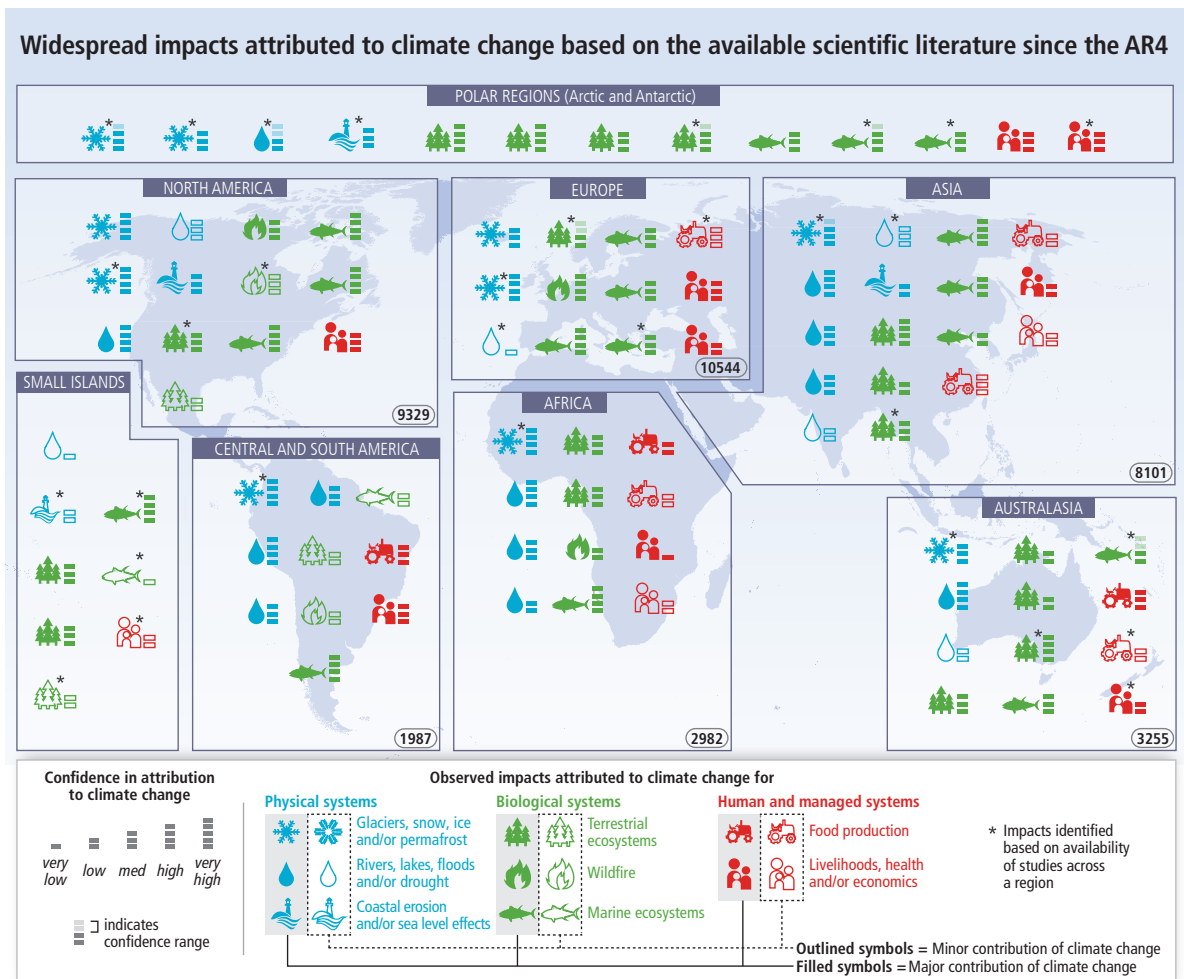 Widespread impacts attributed to climate change based on the available scientific literature since the AR4
POLAR REGIONS (Arctic and Antarctic)
* * * * * * * *
NORTH AMERICA
* * *
9329
EUROPE
* * * * *
10544
ASIA
* * *
8101
SMALL ISLANDS
* * * * *
CENTRAL AND SOUTH AMERICA
*
1987
AFRICA
*
2982
AUSTRALASIA
* * * * *
3255
Confidence in attribution
to climate change
very
low
low
med
high
very
high
indicates
confidence range
Observed impacts attributed to climate change for
Physical systems
Glaciers, snow, ice
and/or permafrost
Rivers, lakes, floods
and/or drought
Coastal erosion
and/or sea level effects
Biological systems
Terrestrial
ecosystems
Wildfire
Marine ecosystems
Human and managed systems
Food production
Livelihoods, health
and/or economics
* Impacts identified
based on availability
of studies across
a region
Outlined symbols = Minor contribution of climate change
Filled symbols = Major contribution of climate change